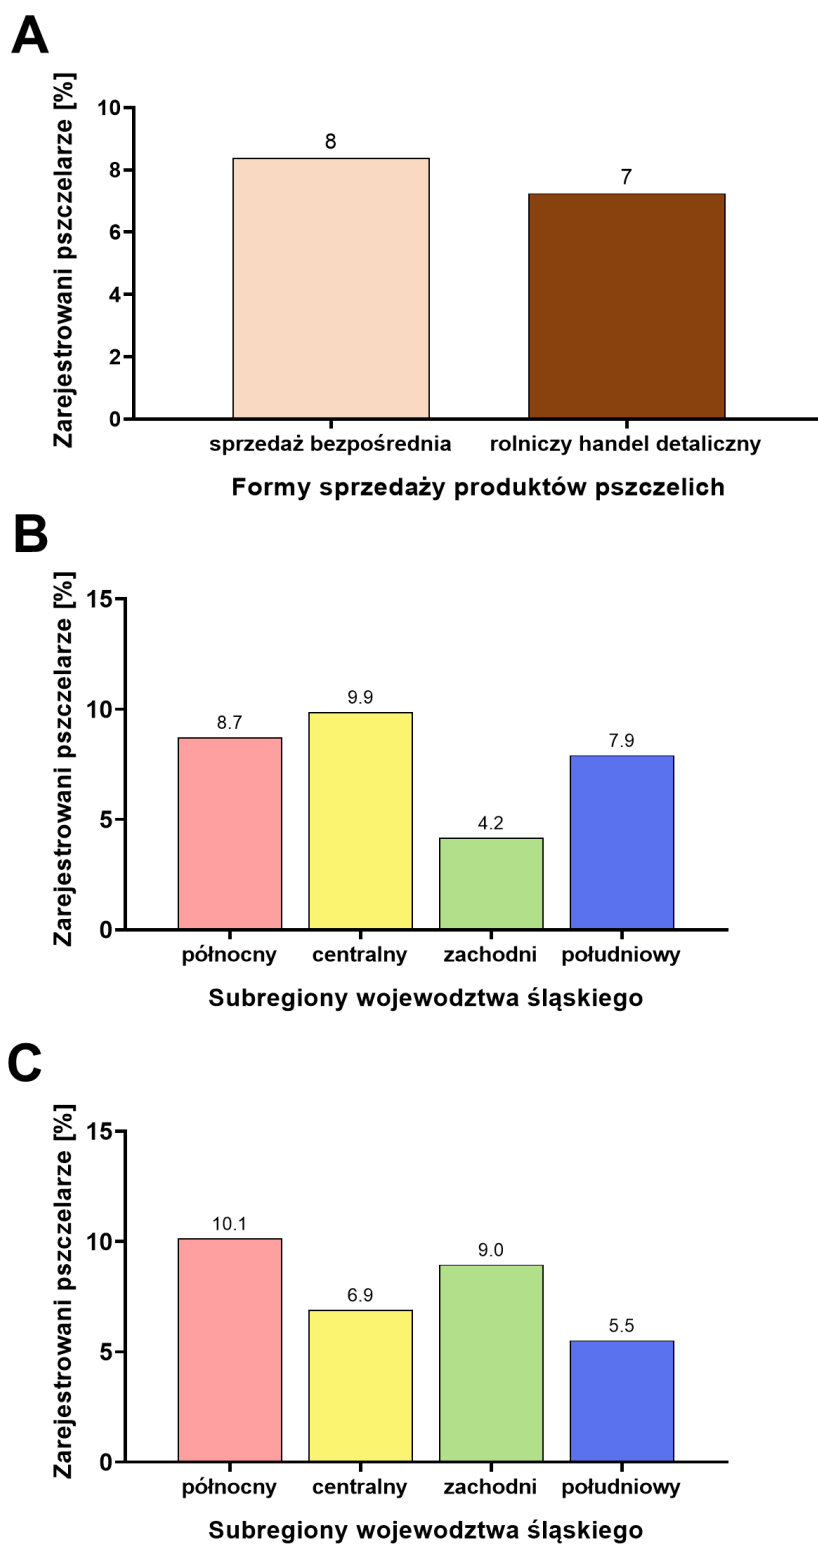 A
Zarejestrowani pszczelarze [%]
10
8
6
4
2
0
8
7
sprzedaż bezpośrednia
rolniczy handel detaliczny
Formy sprzedaży produktów pszczelich
B
Zarejestrowani pszczelarze [%]
15
10
5
0
8.7
9.9
4.2
7.9
północny
centralny
zachodni
południowy
Subregiony wojewodztwa śląskiego
C
Zarejestrowani pszczelarze [%]
15
10
5
0
10.1
6.9
9.0
5.5
północny
centralny
zachodni
południowy
Subregiony wojewodztwa śląskiego